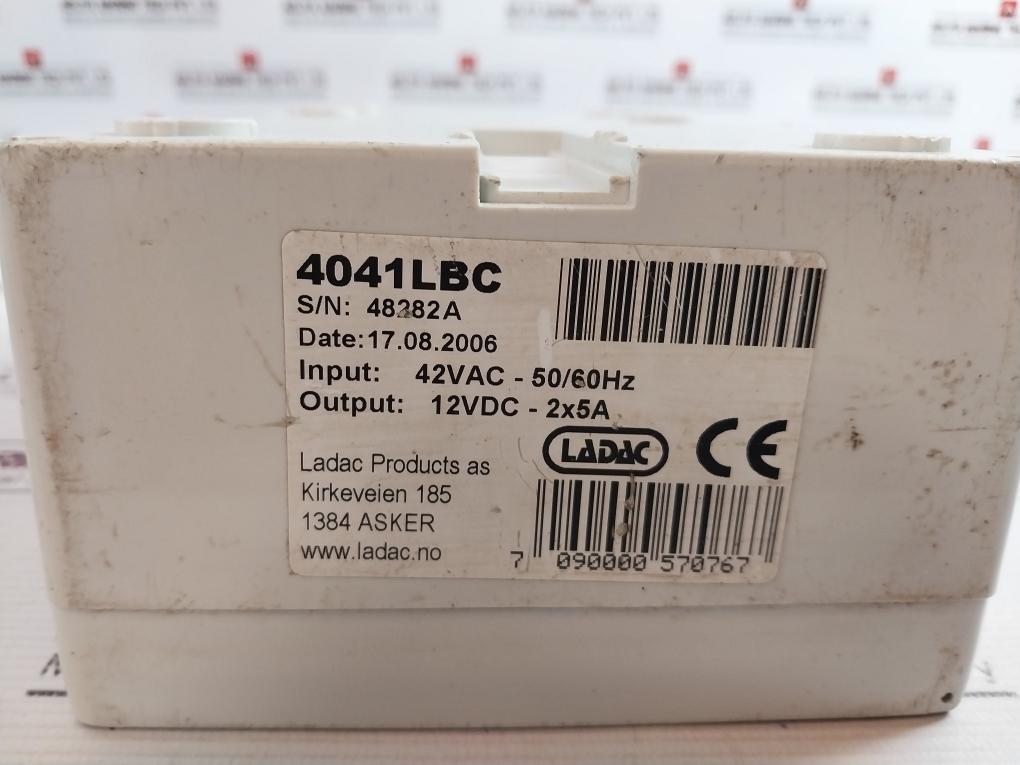 4041LBC
S/N: 48282A
Date:17.08.2006
Input: 42VAC - 50/60Hz
Output: 12VDC - 2x5A
LADAC CE
Ladac Products as
Kirkeveien 185
1384 ASKER
www.ladac.no
7 090000 570767